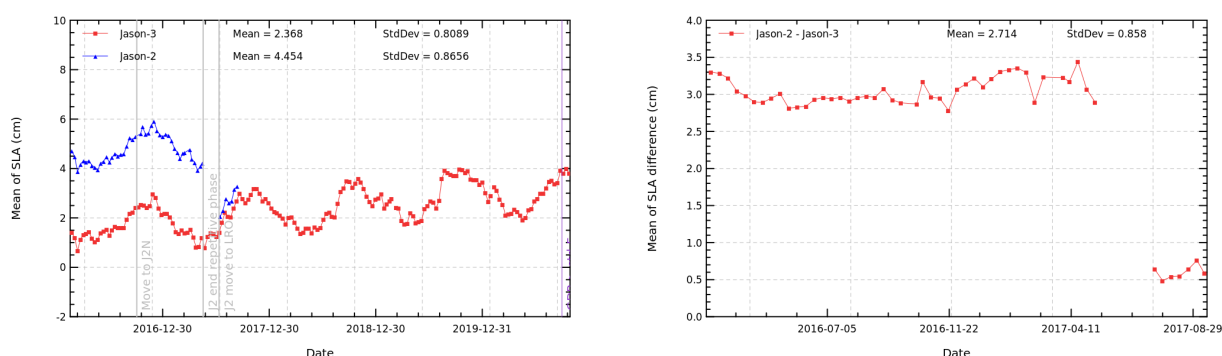 Jason-3 Mean = 2.368 StdDev = 0.8089
Jason-2 Mean = 4.454 StdDev = 0.8656
10
8
6
4
2
0
-2
Mean of SLA (cm)
Move to J2N
J2 end repetitive phase
J2 move to LRO
2016-12-30 2017-12-30 2018-12-30 2019-12-31
Date
Jason-2 - Jason-3 Mean = 2.714 StdDev = 0.858
4.0
3.5
3.0
2.5
2.0
1.5
1.0
0.5
0.0
Mean of SLA difference (cm)
2016-07-05 2016-11-22 2017-04-11 2017-08-29
Date